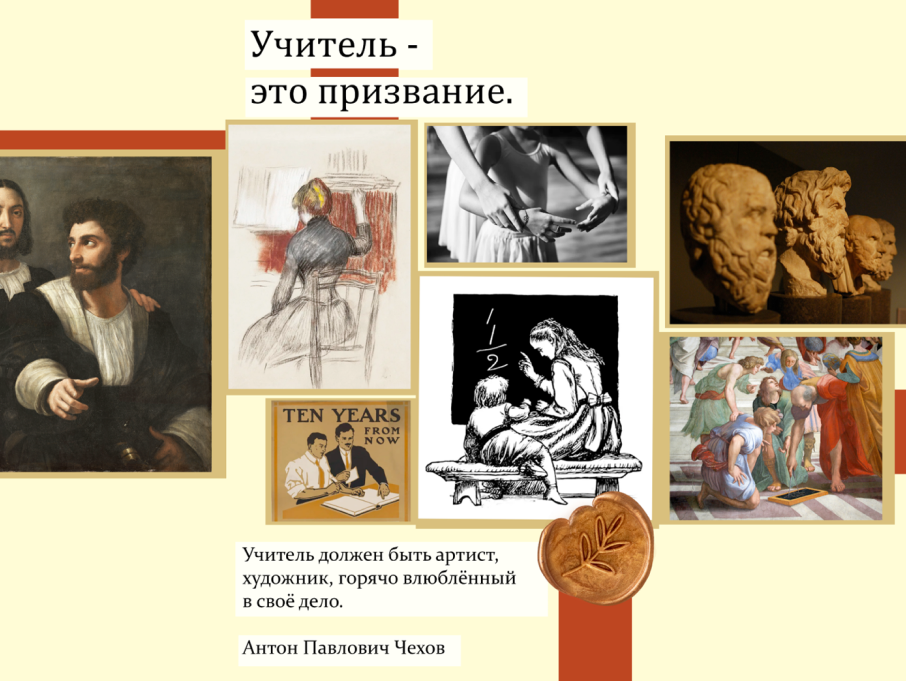 Учитель -
это призвание.
TEN YEARS
FROM
NOW
1
2
Учитель должен быть артист,
художник, горячо влюблённый
в своё дело.
Антон Павлович Чехов